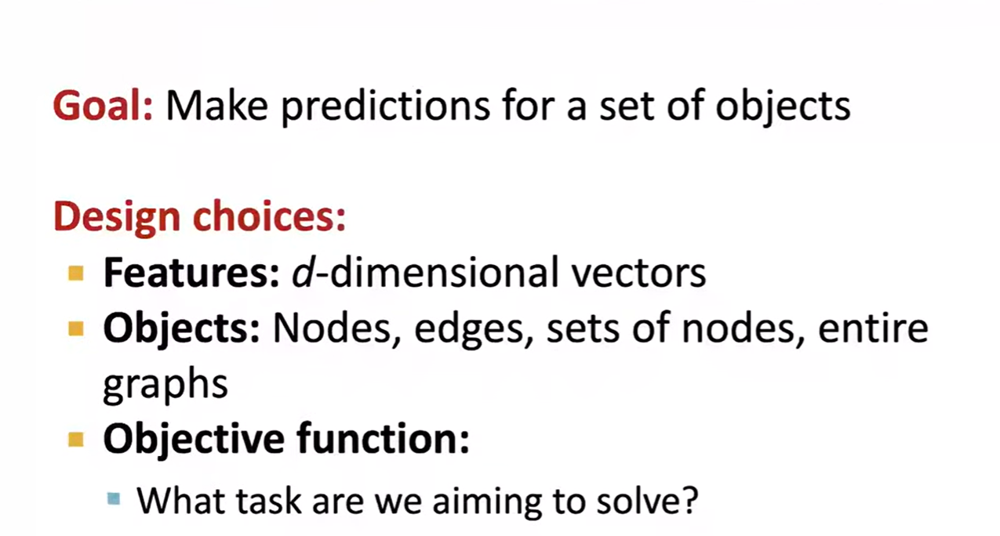 Goal: Make predictions for a set of objects
Design choices:
Features: d-dimensional vectors
Objects: Nodes, edges, sets of nodes, entire
graphs
Objective function:
What task are we aiming to solve?